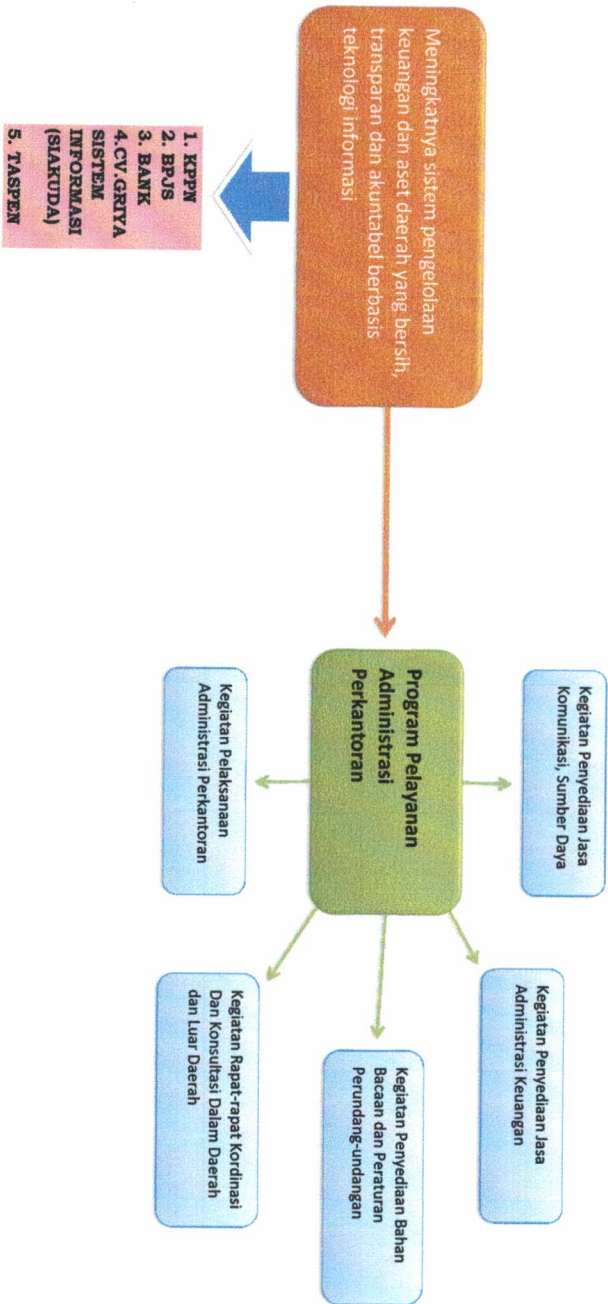 Meningkatnya sistem pengelolaan
keuangan dan aset daerah yang bersih,
transparan dan akuntabel berbasis
teknologi informasi
1. KPPN
2. BPJS
3. BANK
4.CV.GRIYA
SISTEM
INFORMASI
(SIAKUDA)
5. TASPEN
Program Pelayanan
Administrasi
Perkantoran
Kegiatan Penyediaan Jasa
Komunikasi, Sumber Daya
Kegiatan Penyediaan Jasa
Administrasi Keuangan
Kegiatan Penyediaan Bahan
Bacaan dan Peraturan
Perundang-undangan
Kegiatan Rapat-rapat Kordinasi
Dan Konsultasi Dalam Daerah
dan Luar Daerah
Kegiatan Pelaksanaan
Administrasi Perkantoran